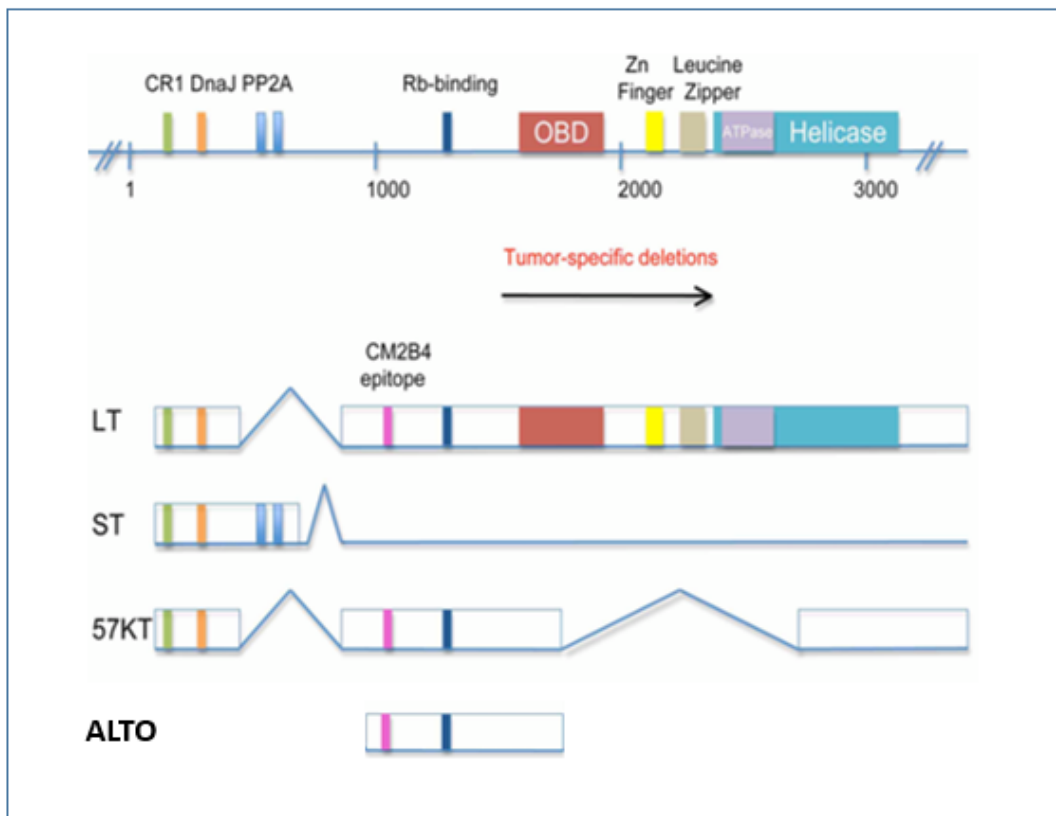 Zn Leucine
CR1 DnaJ PP2A Rb-binding Finger Zipper
OBD ATPase Helicase
1 1000 2000 3000
Tumor-specific deletions
CM2B4
epitope
LT
ST
57KT
ALTO